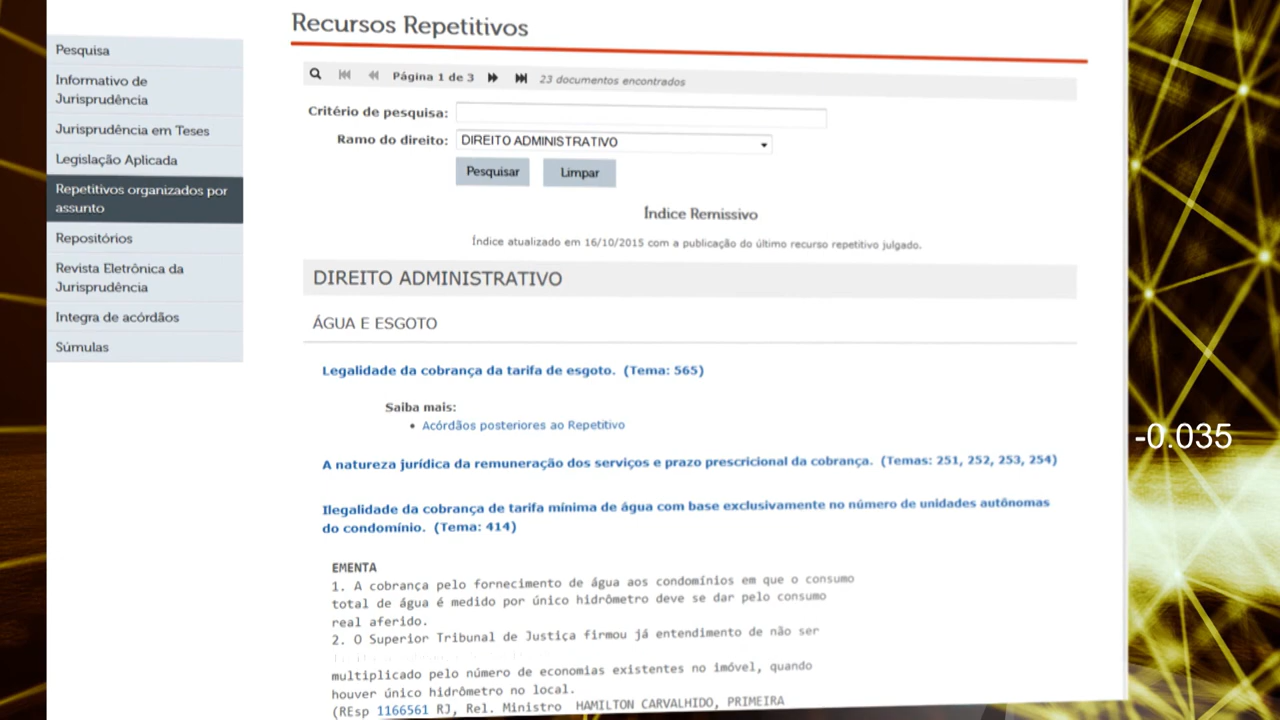 Recursos Repetitivos
Pesquisa
Informativo de
Jurisprudência
Jurisprudência em Teses
Legislação Aplicada
Repetitivos organizados por
assunto
Repositórios
Revista Eletrônica da
Jurisprudência
Integra de acórdãos
Súmulas
Página 1 de 3
23 documentos encontrados
Critério de pesquisa:
Ramo do direito: DIREITO ADMINISTRATIVO
Pesquisar Limpar
Índice Remissivo
Índice atualizado em 16/10/2015 com a publicação do último recurso repetitivo julgado.
DIREITO ADMINISTRATIVO
ÁGUA E ESGOTO
Legalidade da cobrança da tarifa de esgoto. (Tema: 565)
Saiba mais:
• Acórdãos posteriores ao Repetitivo
-0.035
A natureza jurídica da remuneração dos serviços e prazo prescricional da cobrança. (Temas: 251, 252, 253, 254)
Ilegalidade da cobrança de tarifa mínima de água com base exclusivamente no número de unidades autônomas
do condomínio. (Tema: 414)
EMENTA
1. A cobrança pelo fornecimento de água aos condomínios em que o consumo
total de água é medido por único hidrômetro deve se dar pelo consumo
real aferido.
2. O Superior Tribunal de Justiça firmou já entendimento de não ser
multiplicado pelo número de economias existentes no imóvel, quando
houver único hidrômetro no local.
(REsp 1166561 RJ, Rel. Ministro HAMILTON CARVALHIDO, PRIMEIRA